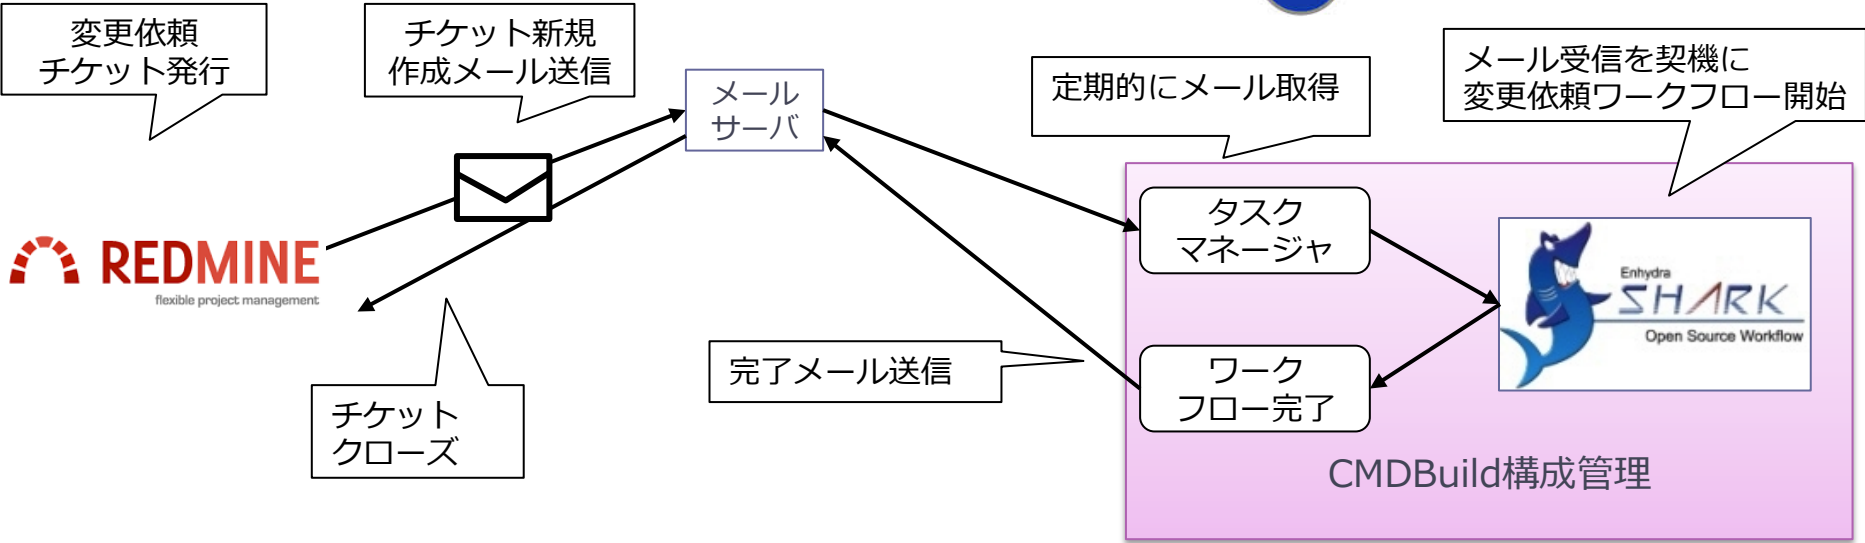 変更依頼
チケット発行
チケット新規
作成メール送信
メール
サーバ
定期的にメール取得
メール受信を契機に
変更依頼ワークフロー開始
REDMINE
flexible project management
タスク
マネージャ
Enhydra
SHARK
Open Source Workflow
完了メール送信
ワーク
フロー完了
チケット
クローズ
CMDBuild構成管理